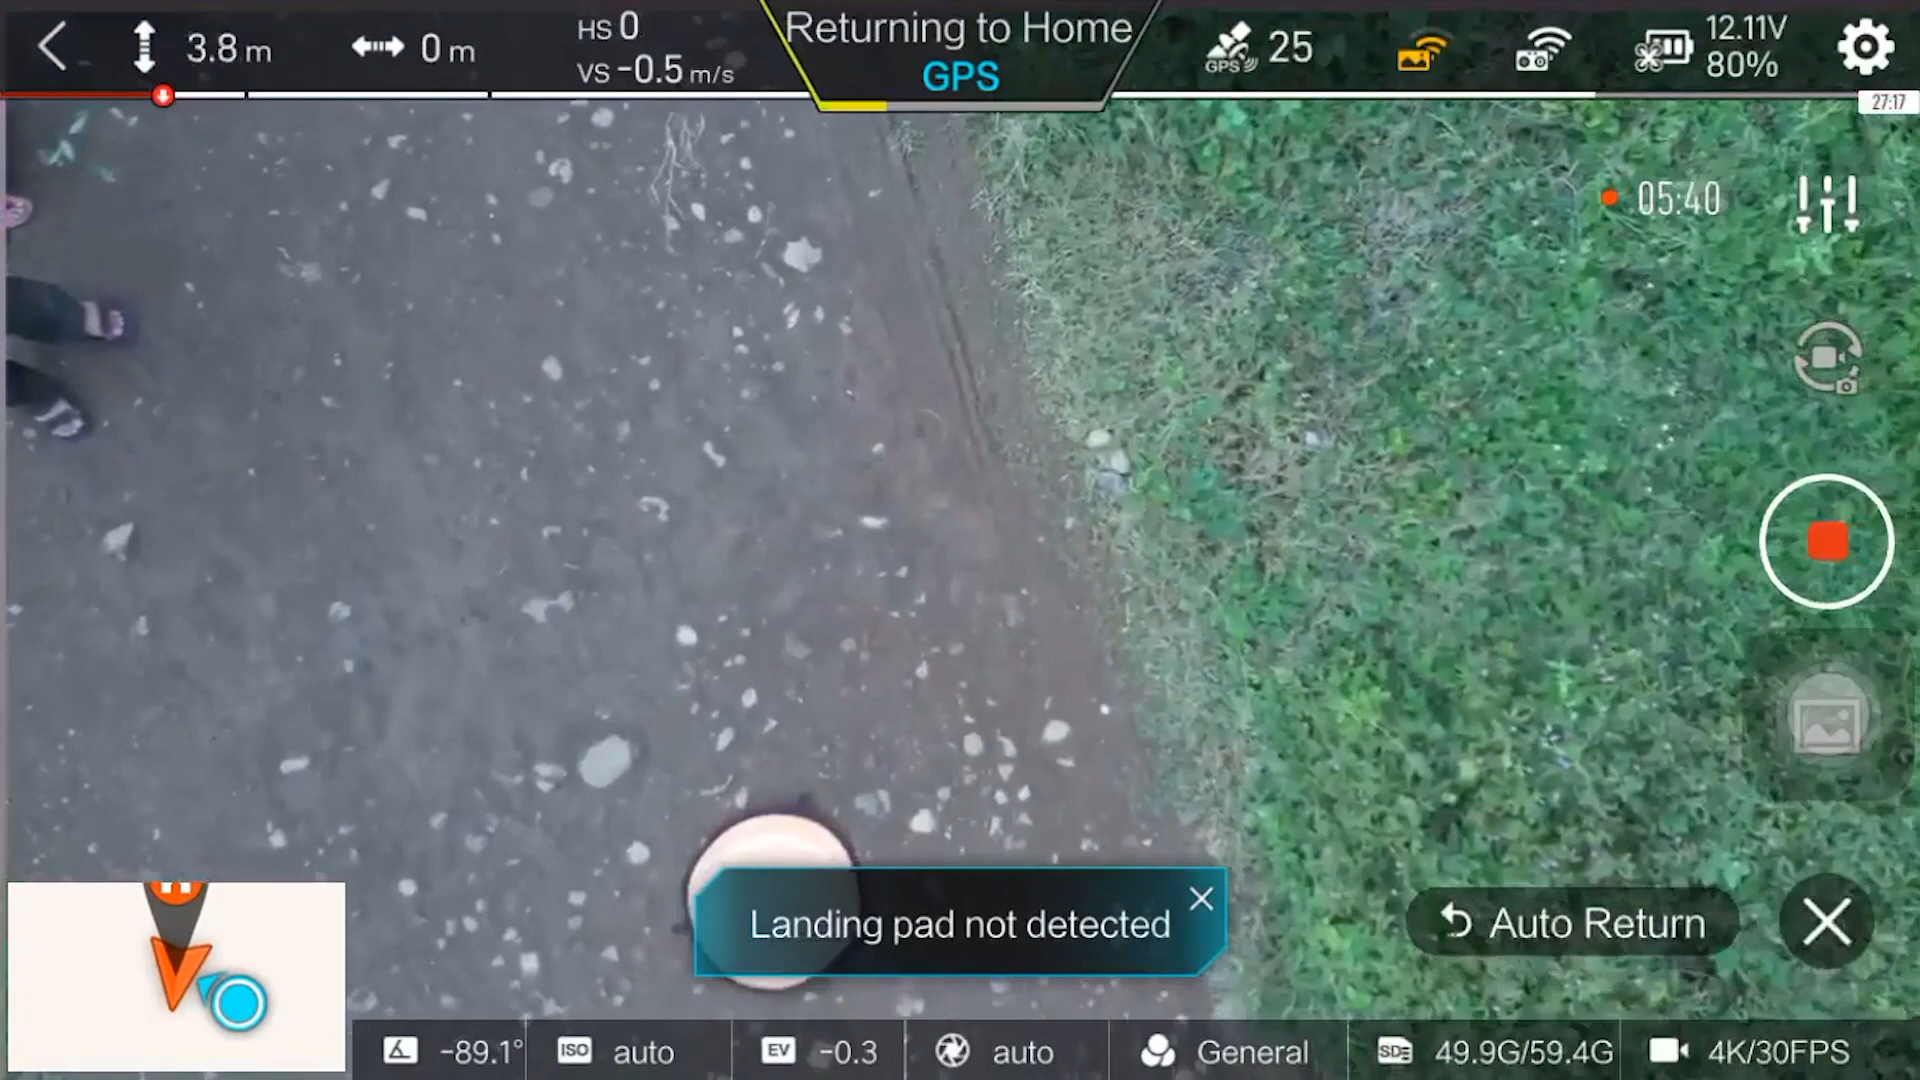 3.8 m
0 m
HS 0
VS -0.5 m/s
Returning to Home
GPS
GPS
25
12.11V
80%
27:17
05:40
Landing pad not detected
Auto Return
-89.1°
ISO auto
EV -0.3
auto
General
SD 49.9G/59.4G
4K/30FPS